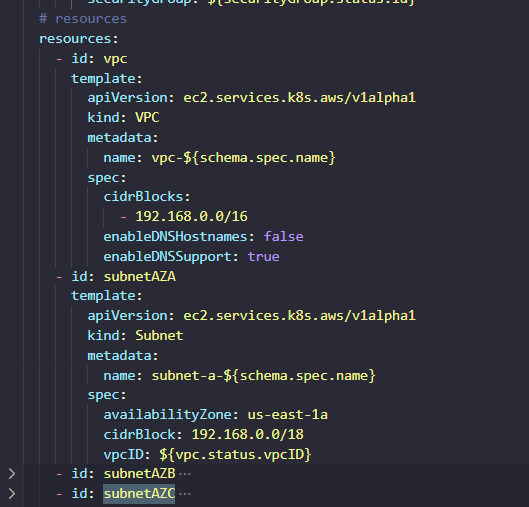 securityGroup: ${securityGroup.status.id}
# resources
resources:
  - id: vpc
    template:
      apiVersion: ec2.services.k8s.aws/v1alpha1
      kind: VPC
      metadata:
        name: vpc-${schema.spec.name}
      spec:
        cidrBlocks:
          - 192.168.0.0/16
        enableDNSHostnames: false
        enableDNSSupport: true
  - id: subnetAZA
    template:
      apiVersion: ec2.services.k8s.aws/v1alpha1
      kind: Subnet
      metadata:
        name: subnet-a-${schema.spec.name}
      spec:
        availabilityZone: us-east-1a
        cidrBlock: 192.168.0.0/18
        vpcID: ${vpc.status.vpcID}
  - id: subnetAZB ···
  - id: subnetAZC ···